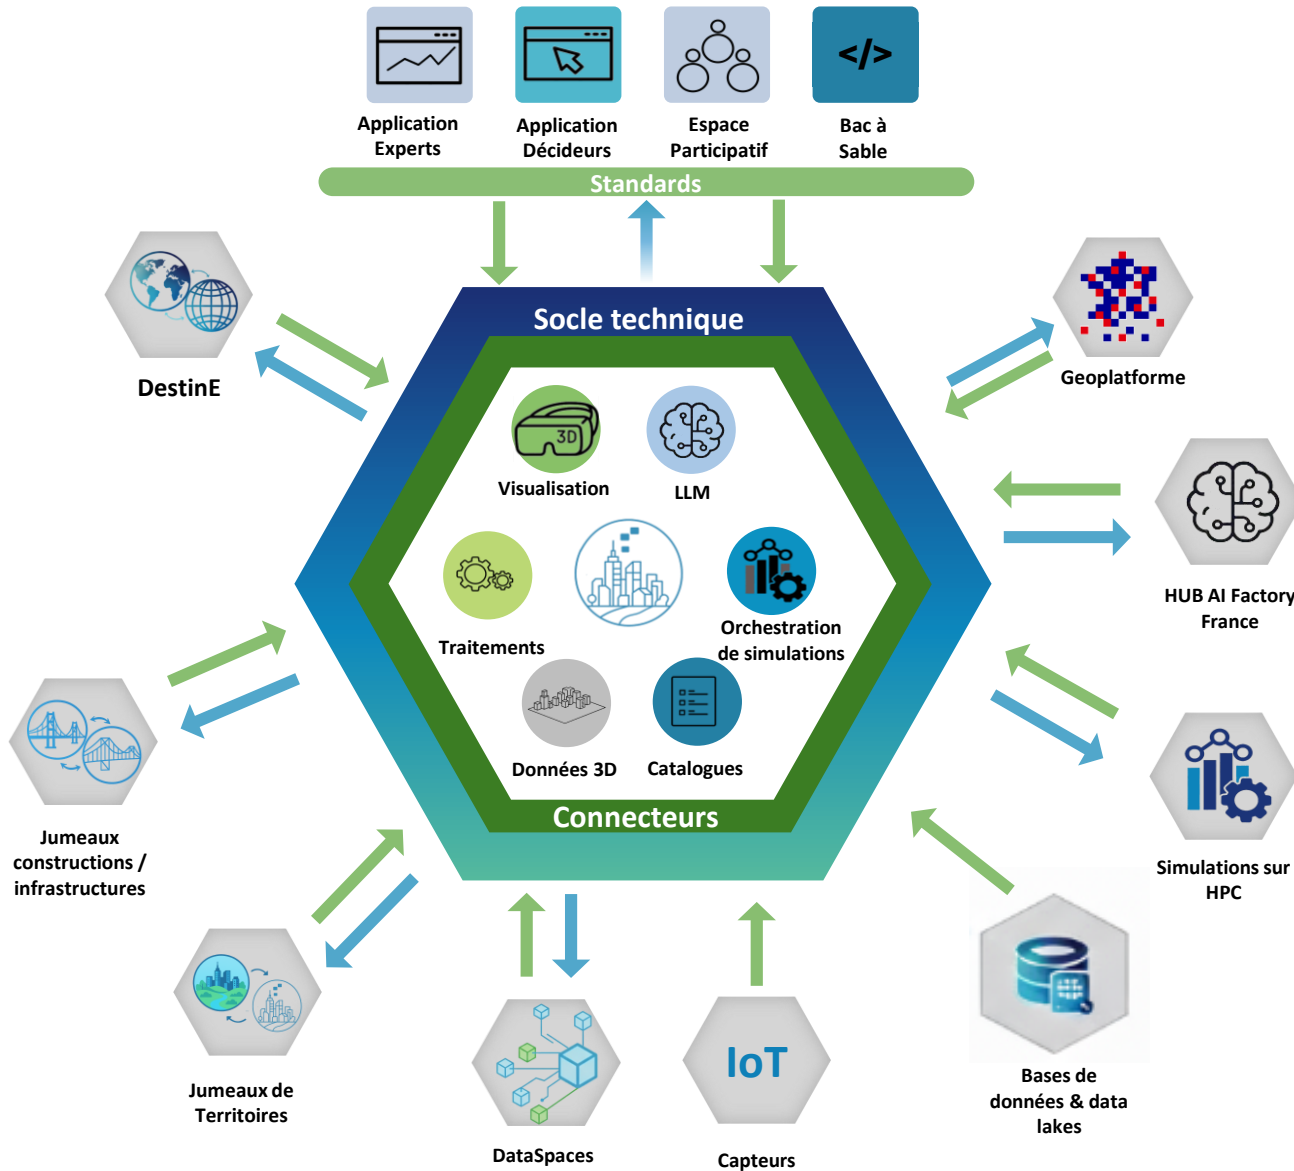 </>
Application
Experts
Application
Décideurs
Espace
Participatif
Bac à
Sable
Standards
Socle technique
DestinE
Geoplatforme
3D
Visualisation
LLM
HUB AI Factory
France
Traitements
Orchestration
de simulations
Données 3D
Catalogues
Connecteurs
Jumeaux
constructions /
infrastructures
Simulations sur
HPC
Jumeaux de
Territoires
DataSpaces
IoT
Capteurs
Bases de
données & data
lakes